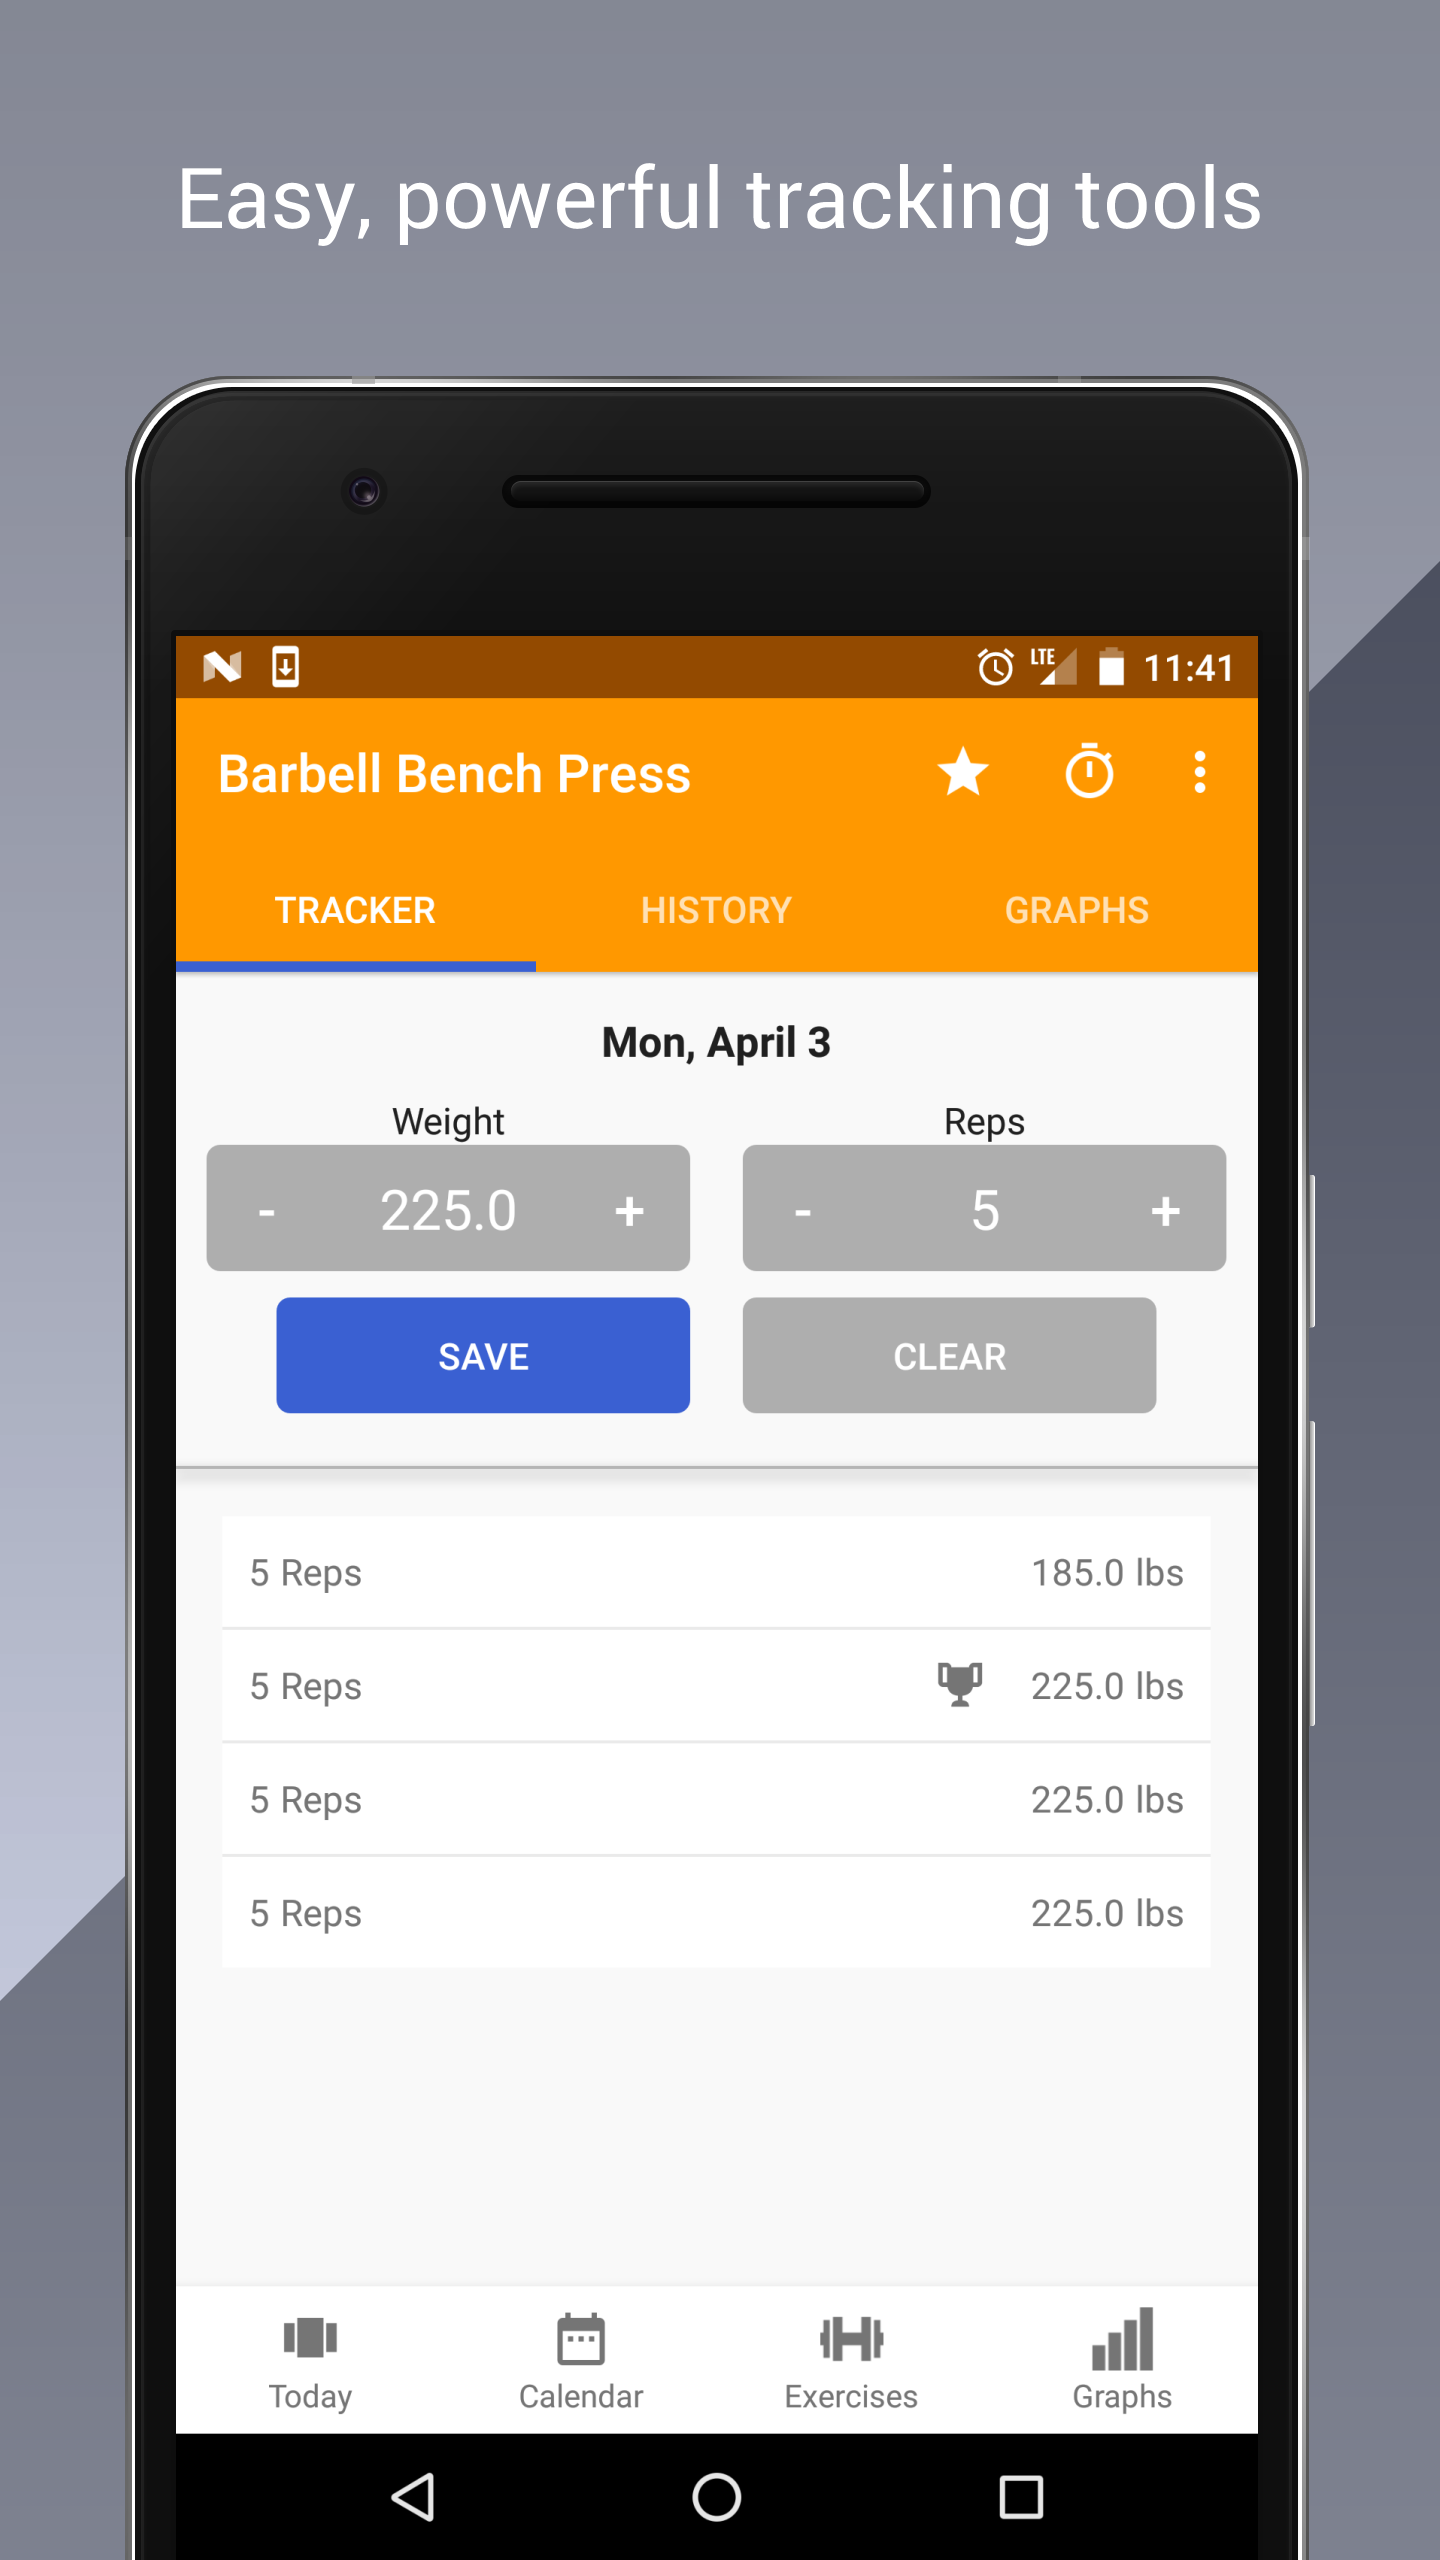 Easy, powerful tracking tools
LTE 11:41
Barbell Bench Press
TRACKER HISTORY GRAPHS
Mon, April 3
Weight Reps
- 225.0 + - 5 +
SAVE CLEAR
5 Reps 185.0 lbs
5 Reps 225.0 lbs
5 Reps 225.0 lbs
5 Reps 225.0 lbs
Today Calendar Exercises Graphs